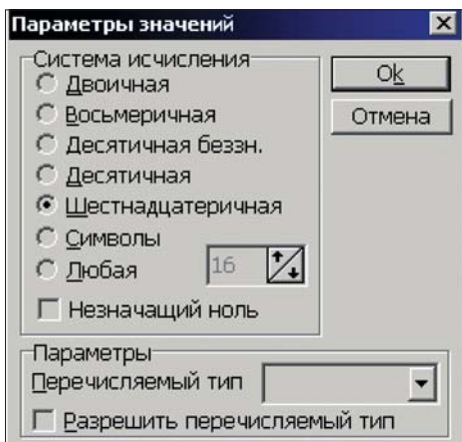 Параметры значений
Система исчисления
Двоичная
Восьмеричная
Десятичная беззн.
Десятичная
Шестнадцатеричная
Символы
Любая 16
Незначащий ноль
Ok
Отмена
Параметры
Перечисляемый тип
Разрешить перечисляемый тип